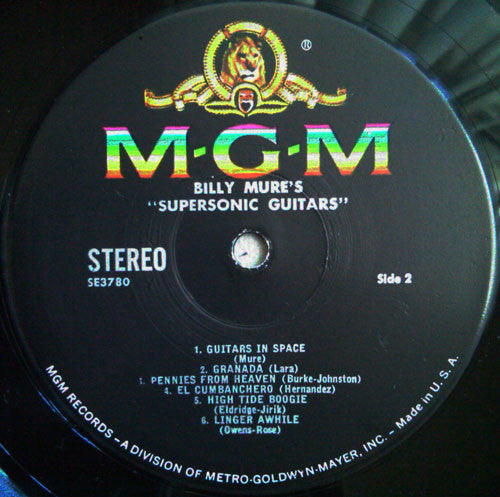 ®
M·G·M
BILLY MURE'S
"SUPERSONIC GUITARS"
STEREO
SE3780
Side 2
1. GUITARS IN SPACE
(Mure)
2. GRANADA (Lara)
3. PENNIES FROM HEAVEN (Burke-Johnston)
4. EL CUMBANCHERO (Hernandez)
5. HIGH TIDE BOOGIE
(Eldridge-Jirik)
6. LINGER AWHILE
(Owens-Rose)
MGM RECORDS – A DIVISION OF METRO-GOLDWYN-MAYER, INC. – Made in U. S. A.